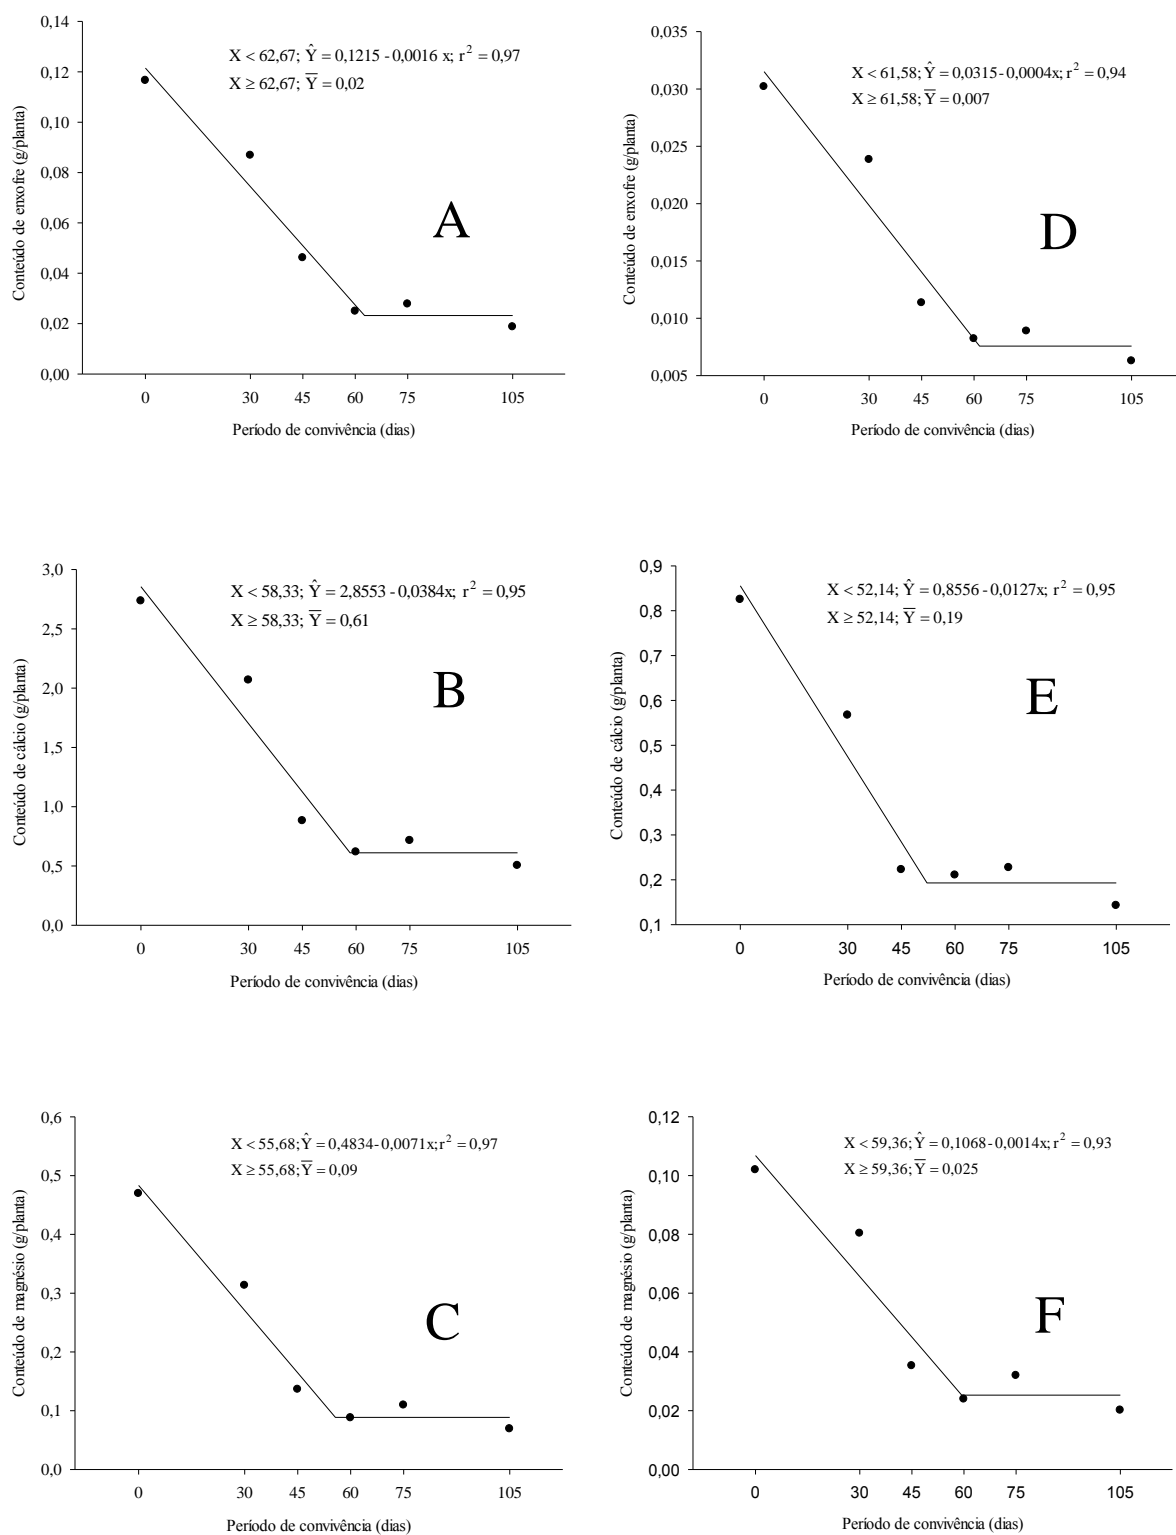 0,14
0,12
0,10
0,08
0,06
0,04
0,02
0,00
Conteúdo de enxofre (g/planta)
X < 62,67; Ŷ = 0,1215 - 0,0016 x; r² = 0,97
X ≥ 62,67; Y̅ = 0,02
A
0 30 45 60 75 105
Período de convivência (dias)
0,035
0,030
0,025
0,020
0,015
0,010
0,005
Conteúdo de enxofre (g/planta)
X < 61,58; Ŷ = 0,0315-0,0004x; r² = 0,94
X ≥ 61,58; Y̅ = 0,007
D
0 30 45 60 75 105
Período de convivência (dias)
3,0
2,5
2,0
1,5
1,0
0,5
0,0
Conteúdo de cálcio (g/planta)
X < 58,33; Ŷ = 2,8553 - 0,0384x; r² = 0,95
X ≥ 58,33; Y̅ = 0,61
B
0 30 45 60 75 105
Período de convivência (dias)
0,9
0,8
0,7
0,6
0,5
0,4
0,3
0,2
0,1
Conteúdo de cálcio (g/planta)
X < 52,14; Ŷ = 0,8556 - 0,0127x; r² = 0,95
X ≥ 52,14; Y̅ = 0,19
E
0 30 45 60 75 105
Período de convivência (dias)
0,6
0,5
0,4
0,3
0,2
0,1
0,0
Conteúdo de magnésio (g/planta)
X < 55,68; Ŷ = 0,4834-0,0071x; r² = 0,97
X ≥ 55,68; Y̅ = 0,09
C
0 30 45 60 75 105
Período de convivência (dias)
0,12
0,10
0,08
0,06
0,04
0,02
0,00
Conteúdo de magnésio (g/planta)
X < 59,36; Ŷ = 0,1068-0,0014x; r² = 0,93
X ≥ 59,36; Y̅ = 0,025
F
0 30 45 60 75 105
Período de convivência (dias)